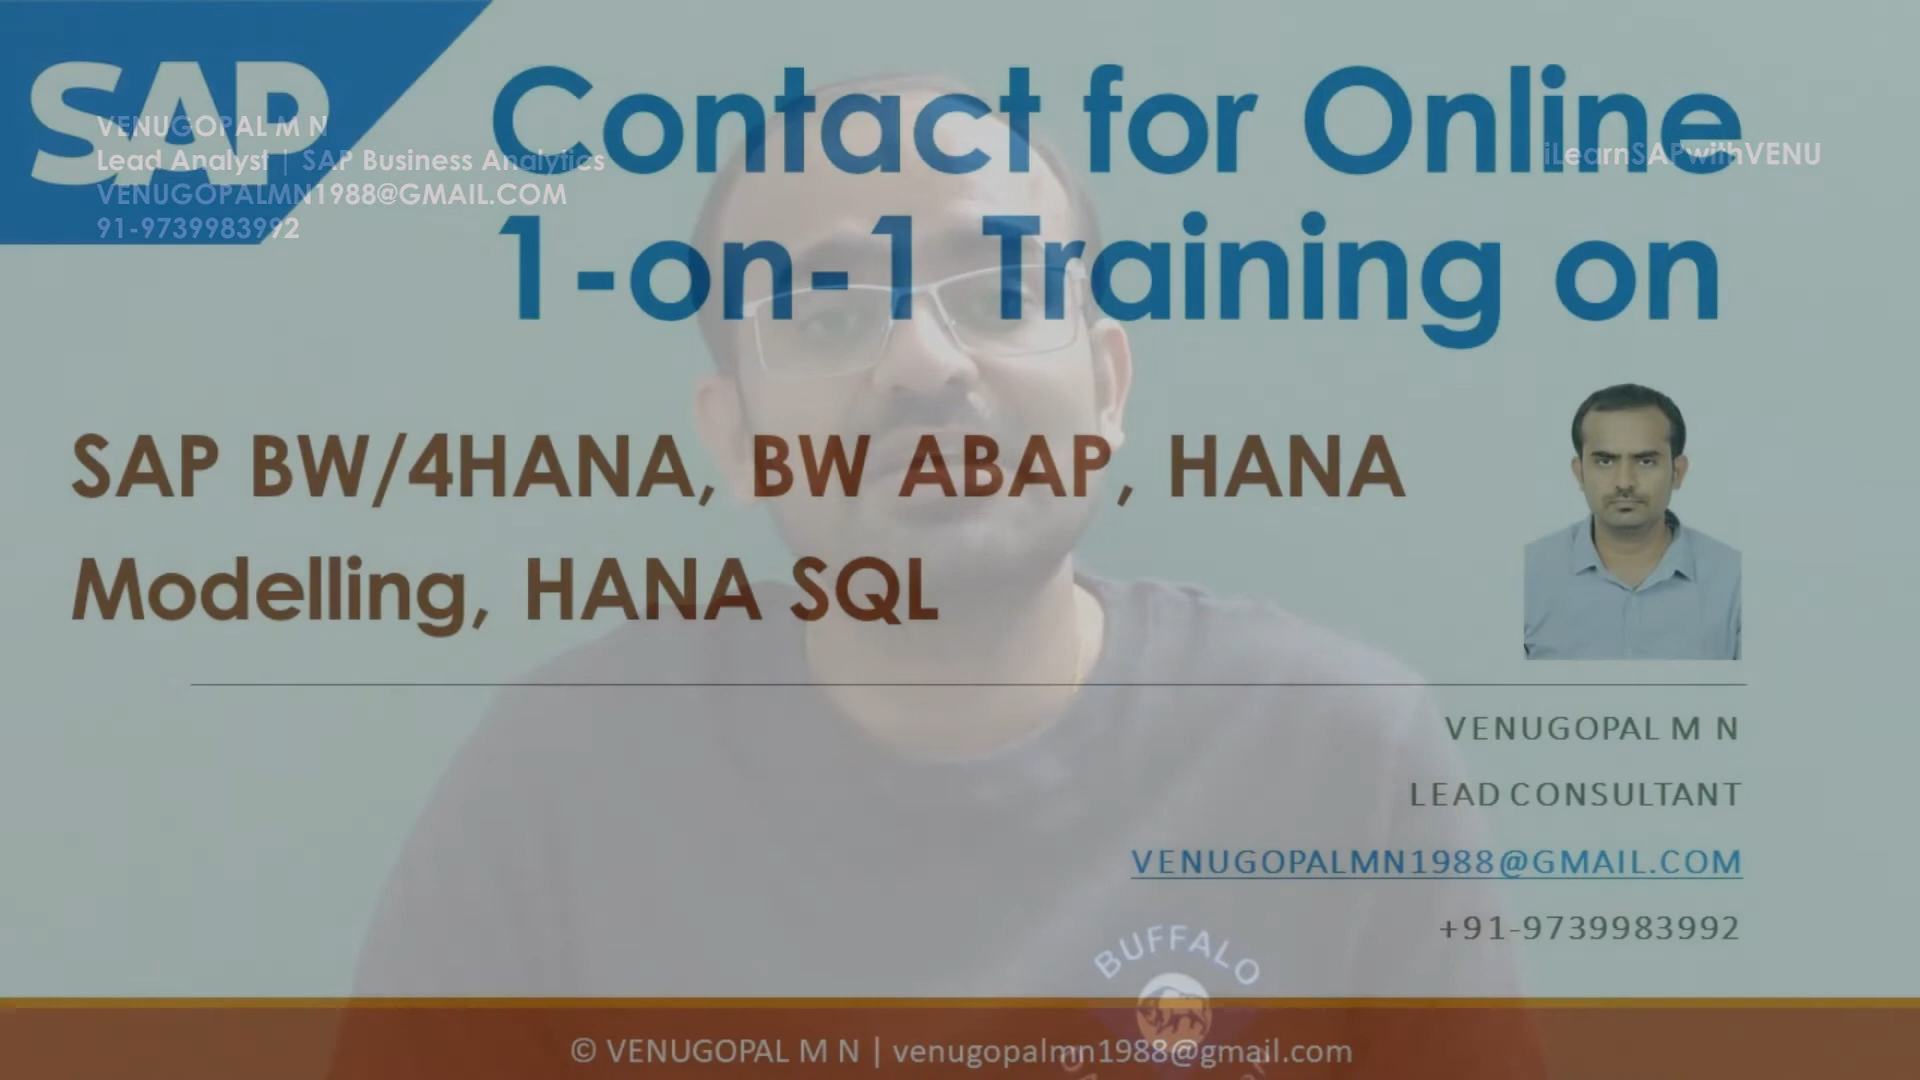 SAP
VENUGOPAL M N
Lead Analyst | SAP Business Analytics
VENUGOPALMN1988@GMAIL.COM
91-9739983992
iLearnSAPwithVENU
Contact for Online
1-on-1 Training on
SAP BW/4HANA, BW ABAP, HANA
Modelling, HANA SQL
VENUGOPAL M N
LEAD CONSULTANT
VENUGOPALMN1988@GMAIL.COM
+91-9739983992
BUFFALO
© VENUGOPAL M N | venugopalmn1988@gmail.com